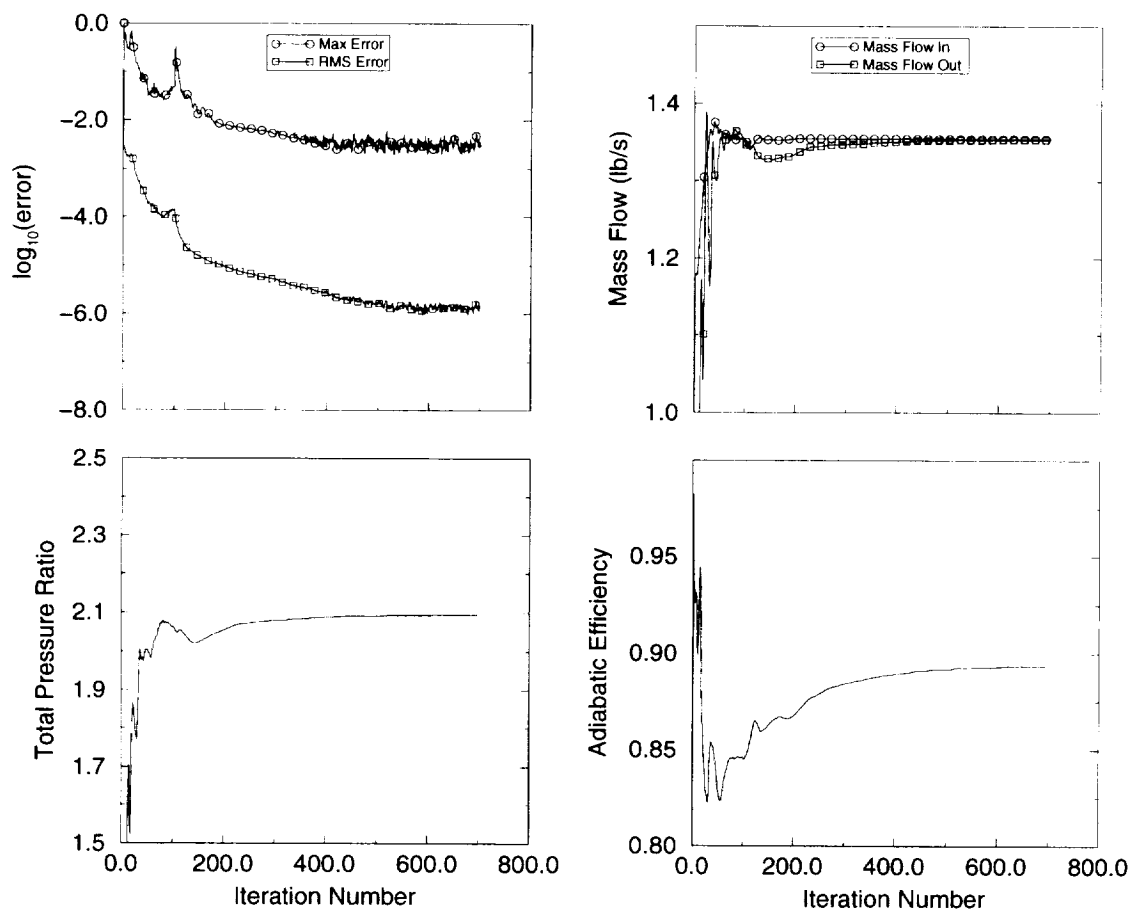 0.0
−2.0
−4.0
−6.0
−8.0
log₁₀(error)
Max Error
RMS Error
1.4
1.2
1.0
Mass Flow (lb/s)
Mass Flow In
Mass Flow Out
2.5
2.3
2.1
1.9
1.7
1.5
Total Pressure Ratio
0.0 200.0 400.0 600.0 800.0
Iteration Number
0.95
0.90
0.85
0.80
Adiabatic Efficiency
0.0 200.0 400.0 600.0 800.0
Iteration Number